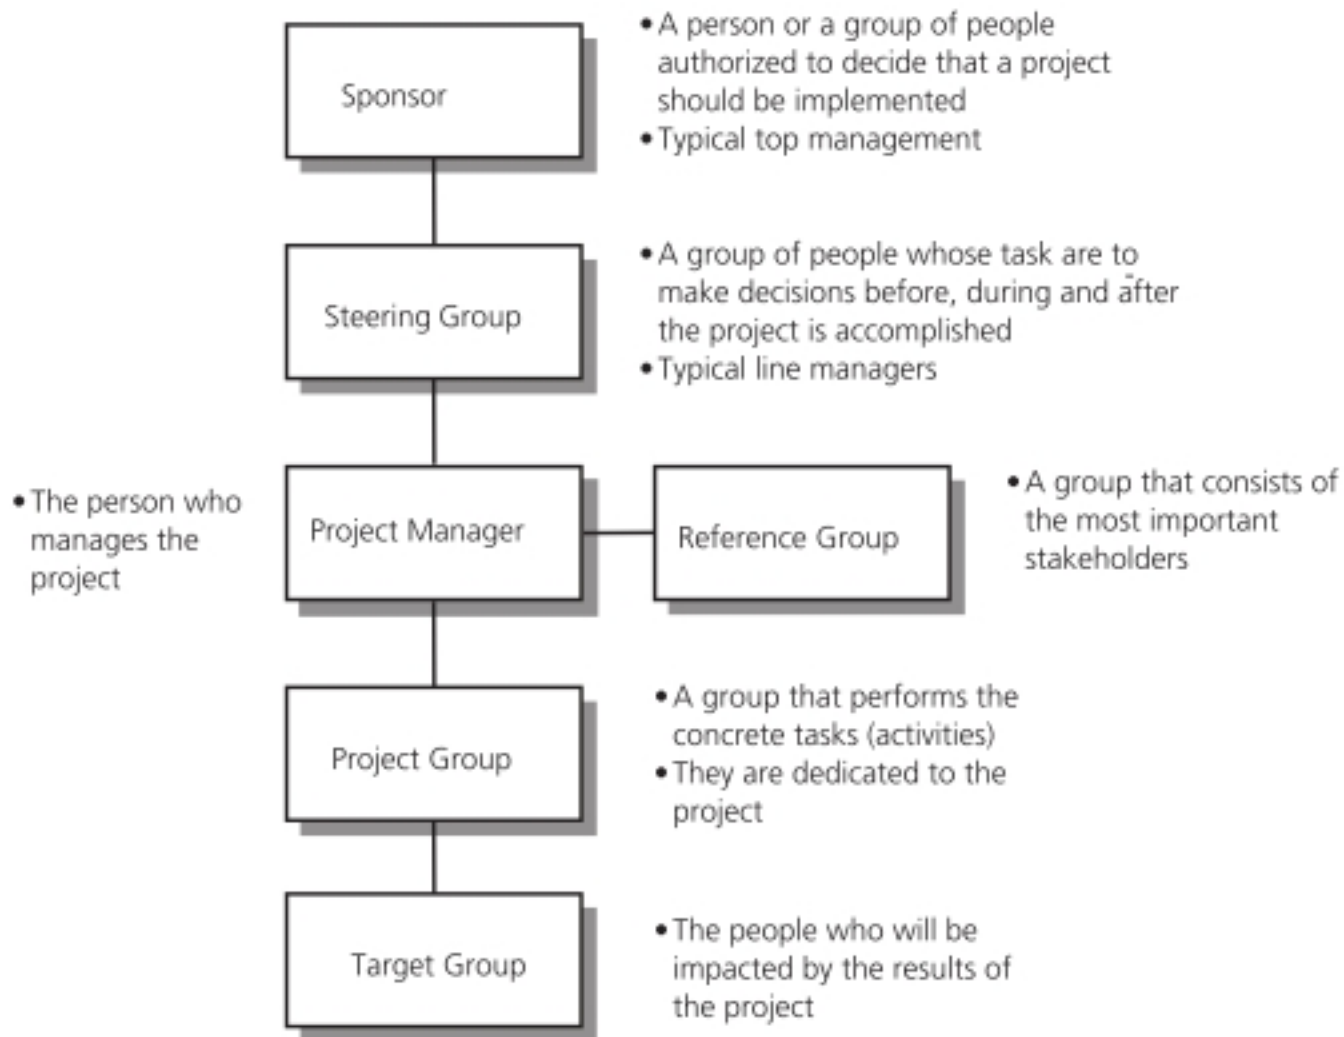 Sponsor
• A person or a group of people
authorized to decide that a project
should be implemented
• Typical top management
Steering Group
• A group of people whose task are to
make decisions before, during and after
the project is accomplished
• Typical line managers
• The person who
manages the
project
Project Manager
Reference Group
• A group that consists of
the most important
stakeholders
Project Group
• A group that performs the
concrete tasks (activities)
• They are dedicated to the
project
Target Group
• The people who will be
impacted by the results of
the project